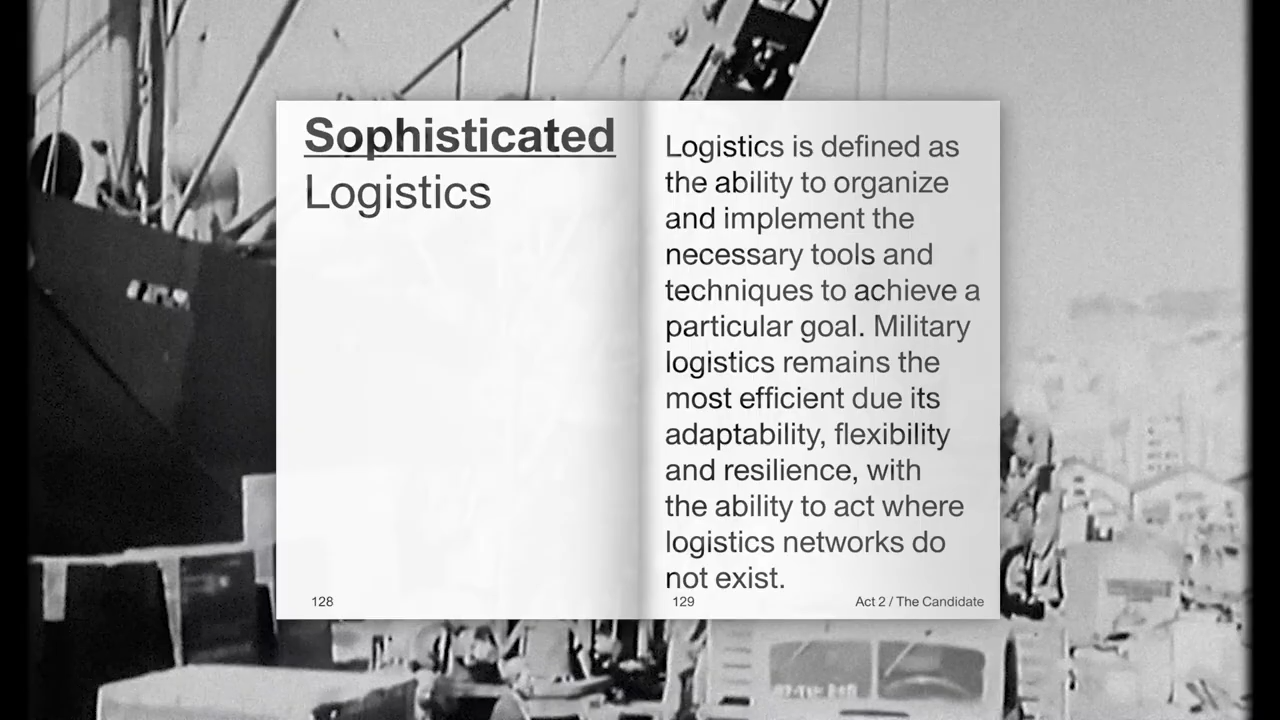 Sophisticated
Logistics
Logistics is defined as
the ability to organize
and implement the
necessary tools and
techniques to achieve a
particular goal. Military
logistics remains the
most efficient due its
adaptability, flexibility
and resilience, with
the ability to act where
logistics networks do
not exist.
128
129
Act 2 / The Candidate